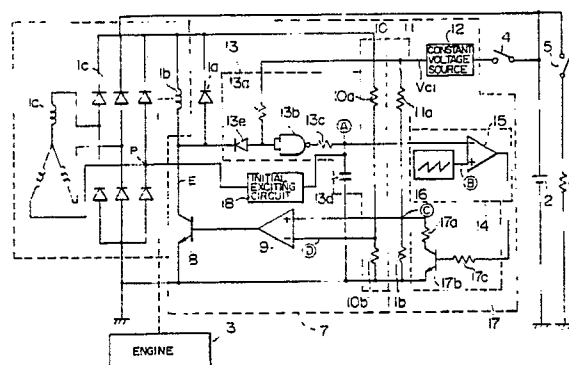 10
11
12
4
1c
1b
1a
13
13a
CONSTANT
VOLTAGE
SOURCE
5
1c
10a
11a
Vc1
13e
13b
13c
A
15
P
INITIAL
EXCITING
CIRCUIT
18
13d
B
2
E
16
C
17a
14
9
D
8
17c
17b
10b
11b
17
7
3
ENGINE